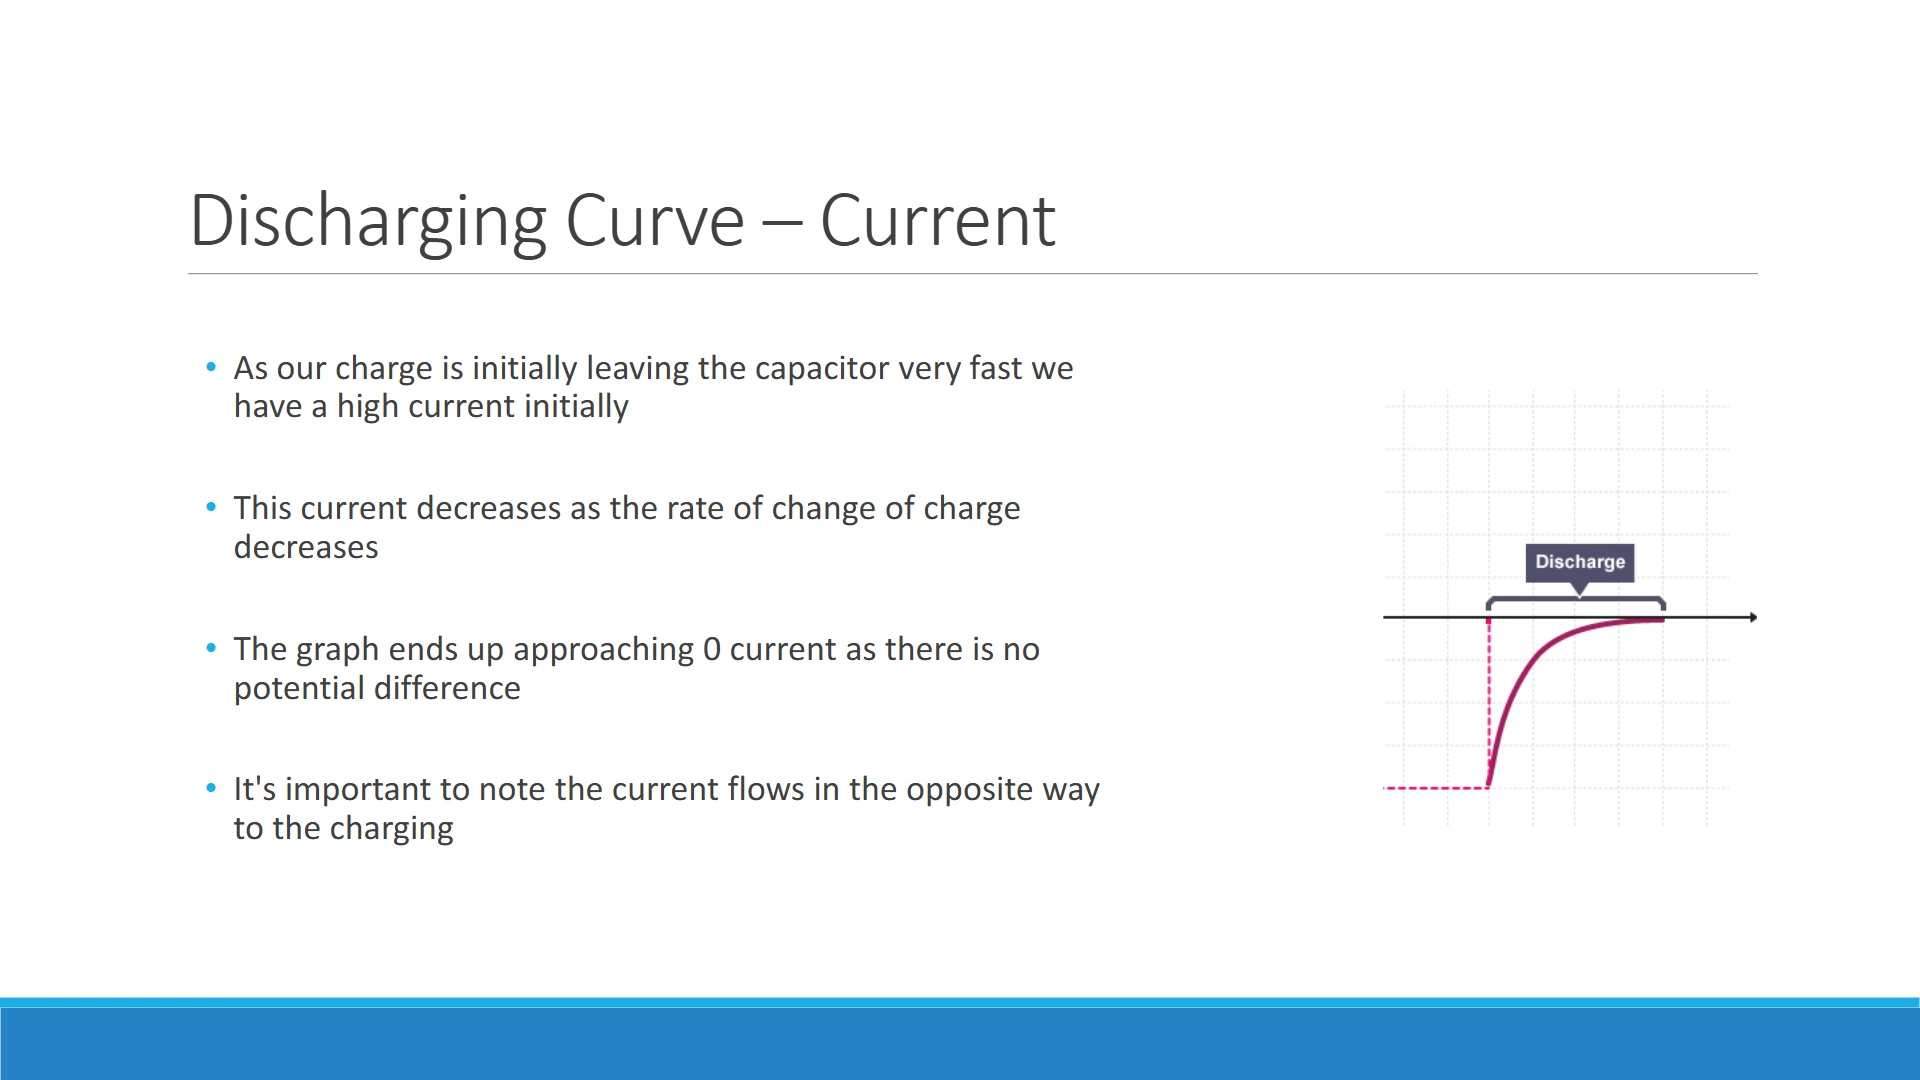 Discharging Curve – Current
• As our charge is initially leaving the capacitor very fast we
have a high current initially
• This current decreases as the rate of change of charge
decreases
• The graph ends up approaching 0 current as there is no
potential difference
• It's important to note the current flows in the opposite way
to the charging
Discharge